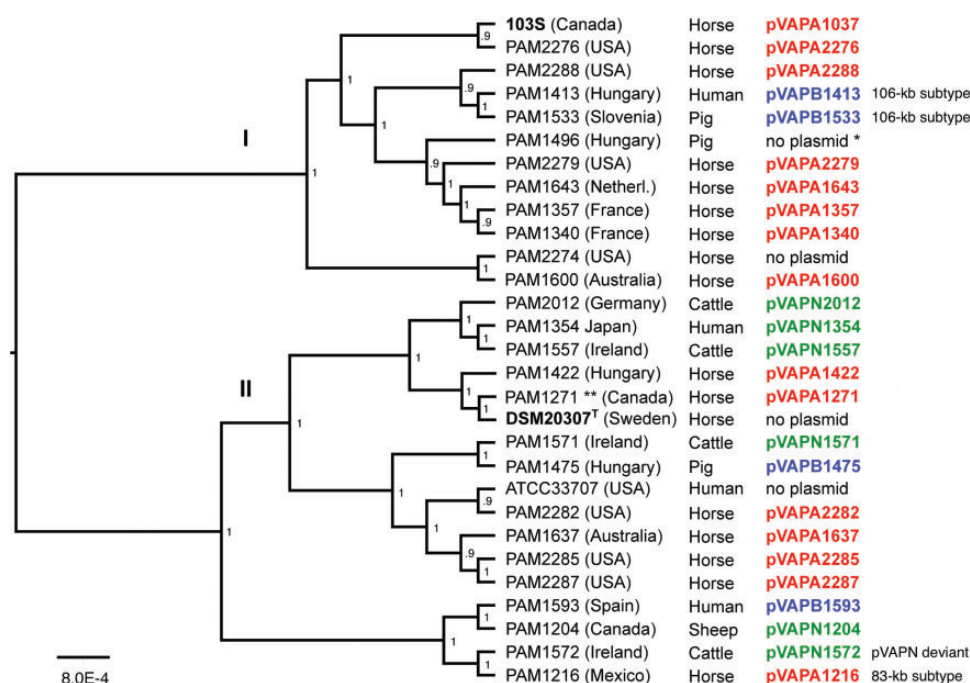 103S (Canada) Horse pVAPA1037
.9
PAM2276 (USA) Horse pVAPA2276
1
PAM2288 (USA) Horse pVAPA2288
.9
PAM1413 (Hungary) Human pVAPB1413 106-kb subtype
1
PAM1533 (Slovenia) Pig pVAPB1533 106-kb subtype
1
I
PAM1496 (Hungary) Pig no plasmid *
.9
PAM2279 (USA) Horse pVAPA2279
1
1
PAM1643 (Netherl.) Horse pVAPA1643
1
PAM1357 (France) Horse pVAPA1357
.9
PAM1340 (France) Horse pVAPA1340
PAM2274 (USA) Horse no plasmid
1
PAM1600 (Australia) Horse pVAPA1600
PAM2012 (Germany) Cattle pVAPN2012
1
PAM1354 Japan) Human pVAPN1354
1
PAM1557 (Ireland) Cattle pVAPN1557
1
PAM1422 (Hungary) Horse pVAPA1422
II
1
PAM1271 ** (Canada) Horse pVAPA1271
1
DSM20307ᵀ (Sweden) Horse no plasmid
1
PAM1571 (Ireland) Cattle pVAPN1571
1
PAM1475 (Hungary) Pig pVAPB1475
1
ATCC33707 (USA) Human no plasmid
.9
PAM2282 (USA) Horse pVAPA2282
1
PAM1637 (Australia) Horse pVAPA1637
.9
PAM2285 (USA) Horse pVAPA2285
1
PAM2287 (USA) Horse pVAPA2287
1
PAM1593 (Spain) Human pVAPB1593
1
PAM1204 (Canada) Sheep pVAPN1204
1
PAM1572 (Ireland) Cattle pVAPN1572 pVAPN deviant
1
PAM1216 (Mexico) Horse pVAPA1216 83-kb subtype
8.0E-4